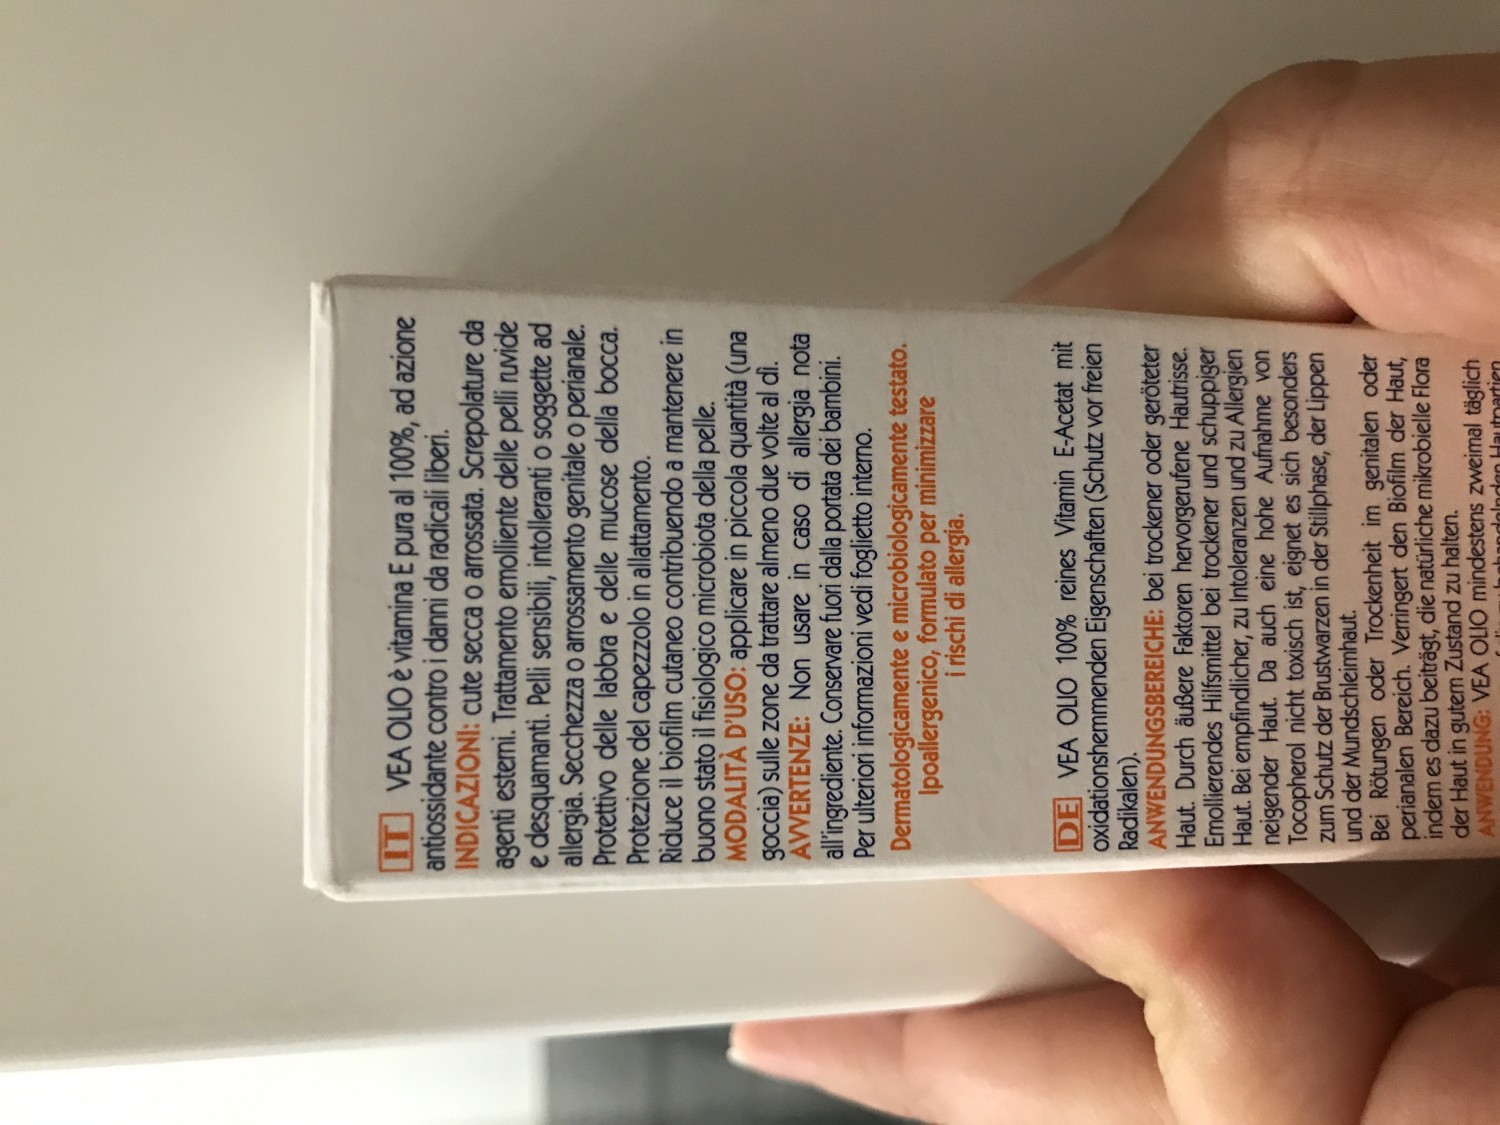 IT VEA OLIO è vitamina E pura al 100%, ad azione
antiossidante contro i danni da radicali liberi.
INDICAZIONI: cute secca o arrossata. Screpolature da
agenti esterni. Trattamento emolliente delle pelli ruvide
e desquamanti. Pelli sensibili, intolleranti o soggette ad
allergia. Secchezza o arrossamento genitale o perianale.
Protettivo delle labbra e delle mucose della bocca.
Protezione del capezzolo in allattamento.
Riduce il biofilm cutaneo contribuendo a mantenere in
buono stato il fisiologico microbiota della pelle.
MODALITÀ D'USO: applicare in piccola quantità (una
goccia) sulle zone da trattare almeno due volte al dì.
AVVERTENZE: Non usare in caso di allergia nota
all'ingrediente. Conservare fuori dalla portata dei bambini.
Per ulteriori informazioni vedi foglietto interno.
Dermatologicamente e microbiologicamente testato.
Ipoallergenico, formulato per minimizzare
i rischi di allergia.
DE VEA OLIO 100% reines Vitamin E-Acetat mit
oxidationshemmenden Eigenschaften (Schutz vor freien
Radikalen).
ANWENDUNGSBEREICHE: bei trockener oder geröteter
Haut. Durch äußere Faktoren hervorgerufene Hautrisse.
Emollierendes Hilfsmittel bei trockener und schuppiger
Haut. Bei empfindlicher, zu Intoleranzen und zu Allergien
neigender Haut. Da auch eine hohe Aufnahme von
Tocopherol nicht toxisch ist, eignet es sich besonders
zum Schutz der Brustwarzen in der Stillphase, der Lippen
und der Mundschleimhaut.
Bei Rötungen oder Trockenheit im genitalen oder
perianalen Bereich. Verringert den Biofilm der Haut,
indem es dazu beiträgt, die natürliche mikrobielle Flora
der Haut in gutem Zustand zu halten.
ANWENDUNG: VEA OLIO mindestens zweimal täglich
behandelnden Hautpartien